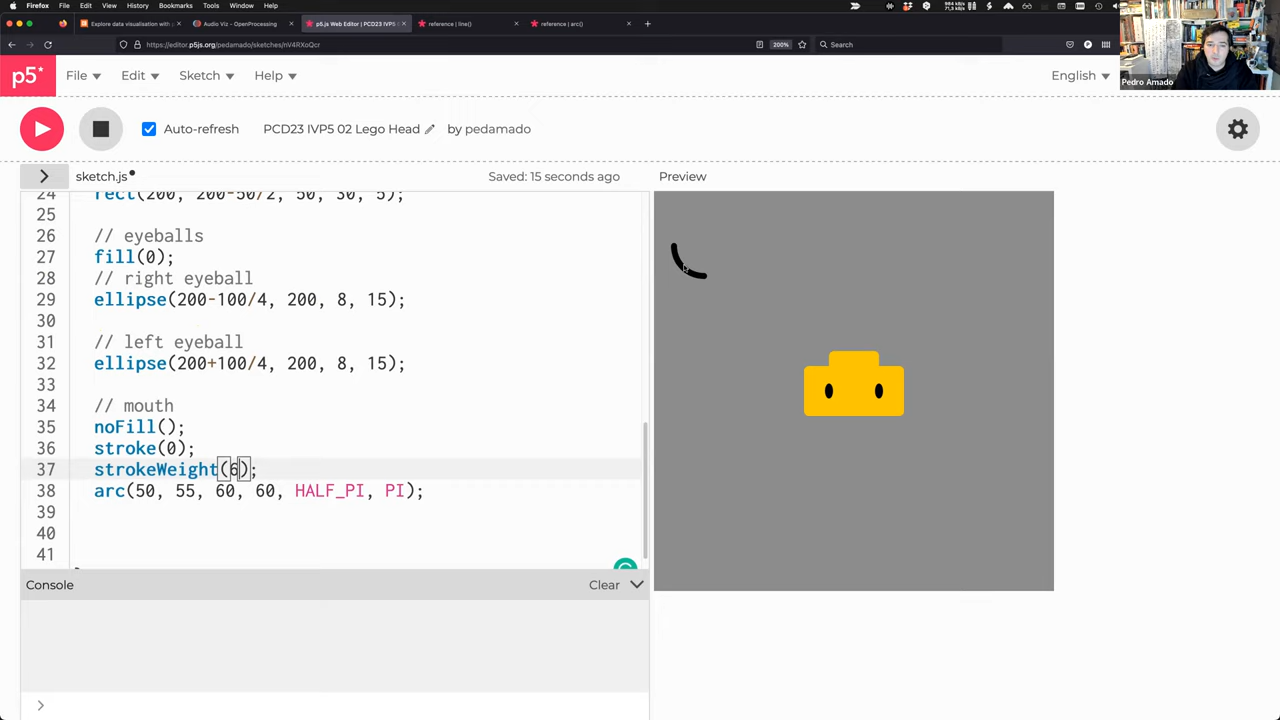 Firefox File Edit View History Bookmarks Tools Window Help
Explore data visualisation with
Audio Viz - OpenProcessing
p5.js Web Editor | PCD23 IVP5 0
reference | line()
reference | arc()
https://editor.p5js.org/pedamado/sketches/nV4RXoQcr
200%
Search
Pedro Amado
p5*
File
Edit
Sketch
Help
English
Auto-refresh
PCD23 IVP5 02 Lego Head
by pedamado
sketch.js
Saved: 15 seconds ago
Preview
24 rect(200, 200-50/2, 50, 30, 5);
25
26 // eyeballs
27 fill(0);
28 // right eyeball
29 ellipse(200-100/4, 200, 8, 15);
30
31 // left eyeball
32 ellipse(200+100/4, 200, 8, 15);
33
34 // mouth
35 noFill();
36 stroke(0);
37 strokeWeight(6);
38 arc(50, 55, 60, 60, HALF_PI, PI);
39
40
41
Console
Clear
>